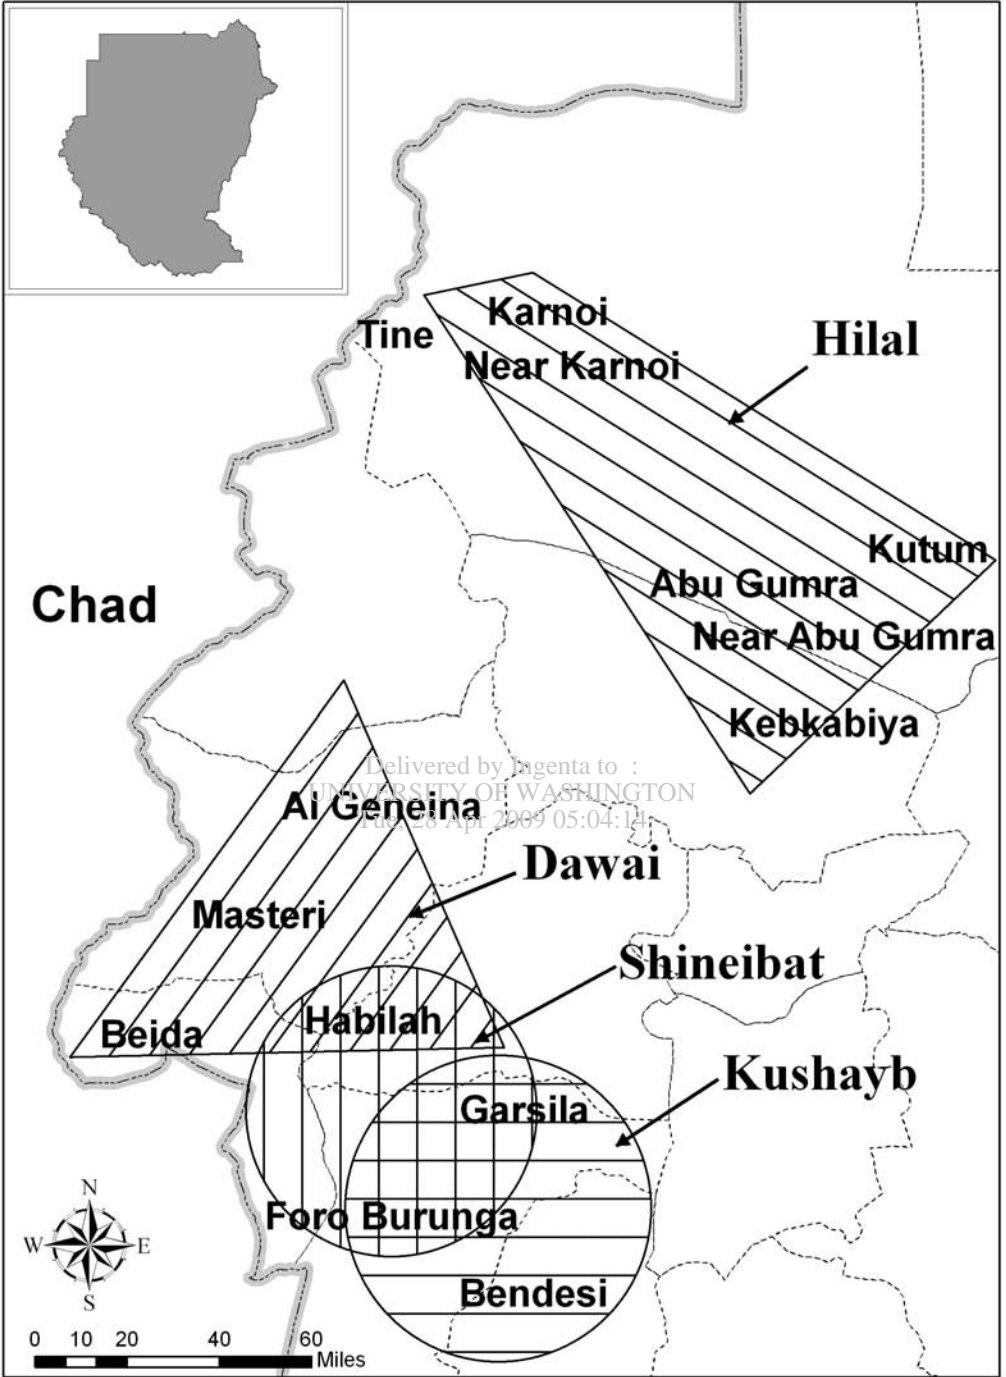 Karnoi
Tine
Hilal
Near Karnoi
Kutum
Abu Gumra
Chad
Near Abu Gumra
Kebkabiya
Delivered by Ingenta to :
UNIVERSITY OF WASHINGTON
Tue, 28 Apr 2009 05:04:14
Al Geneina
Dawai
Masteri
Shineibat
Habilah
Beida
Kushayb
Garsila
Foro Burunga
N
W E
S
Bendesi
0 10 20 40 60
Miles